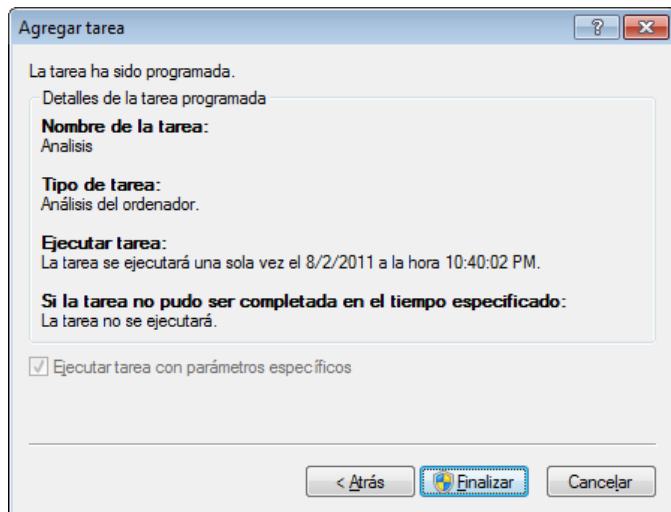 Agregar tarea
La tarea ha sido programada.
Detalles de la tarea programada
Nombre de la tarea:
Analisis
Tipo de tarea:
Análisis del ordenador.
Ejecutar tarea:
La tarea se ejecutará una sola vez el 8/2/2011 a la hora 10:40:02 PM.
Si la tarea no pudo ser completada en el tiempo especificado:
La tarea no se ejecutará.
Ejecutar tarea con parámetros específicos
< Atrás Finalizar Cancelar